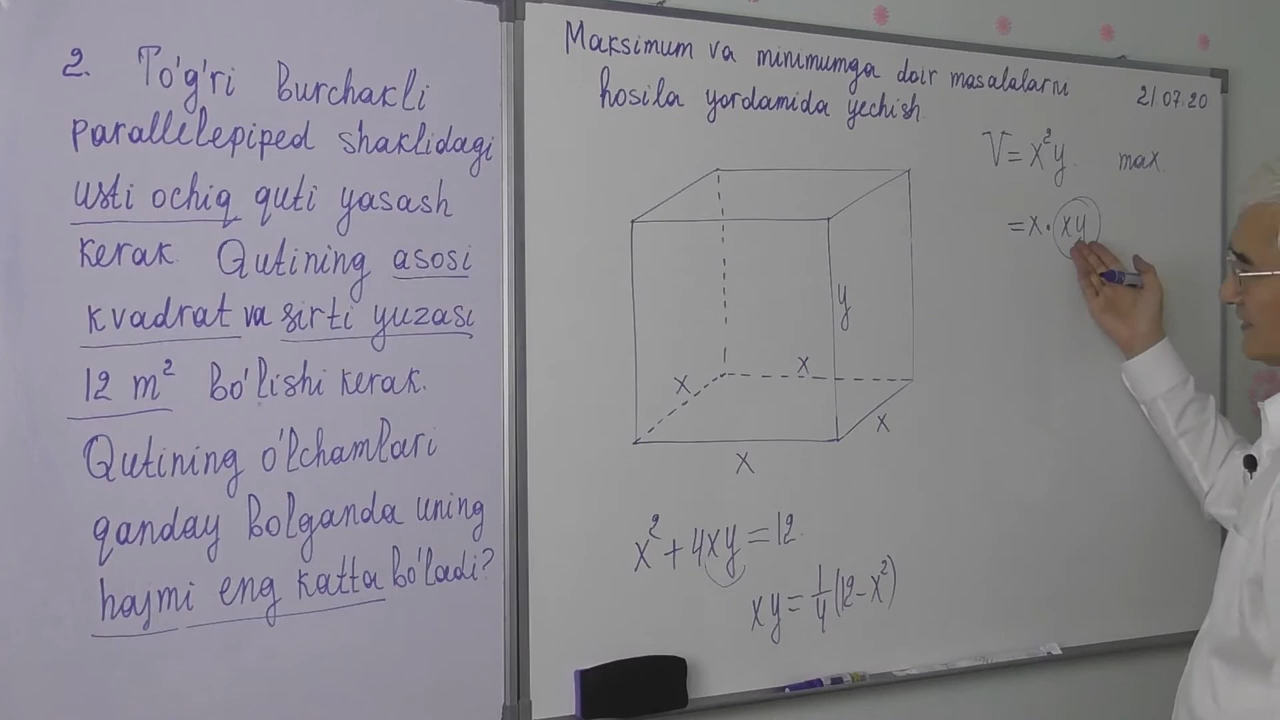 2. To'g'ri burchakli
parallelepiped shaklidagi
usti ochiq quti yasash
kerak. Qutining asosi
kvadrat va sirti yuzasi
12 m² bo'lishi kerak.
Qutining o'lchamlari
qanday bolganda uning
hajmi eng katta bo'ladi?
Maksimum va minimumga doir masalalarni
hosila yordamida yechish.
21.07.20
V = x²y max.
= x · xy
y
x
x
x
x
x² + 4xy = 12.
xy = 1/4 (12 - x²)